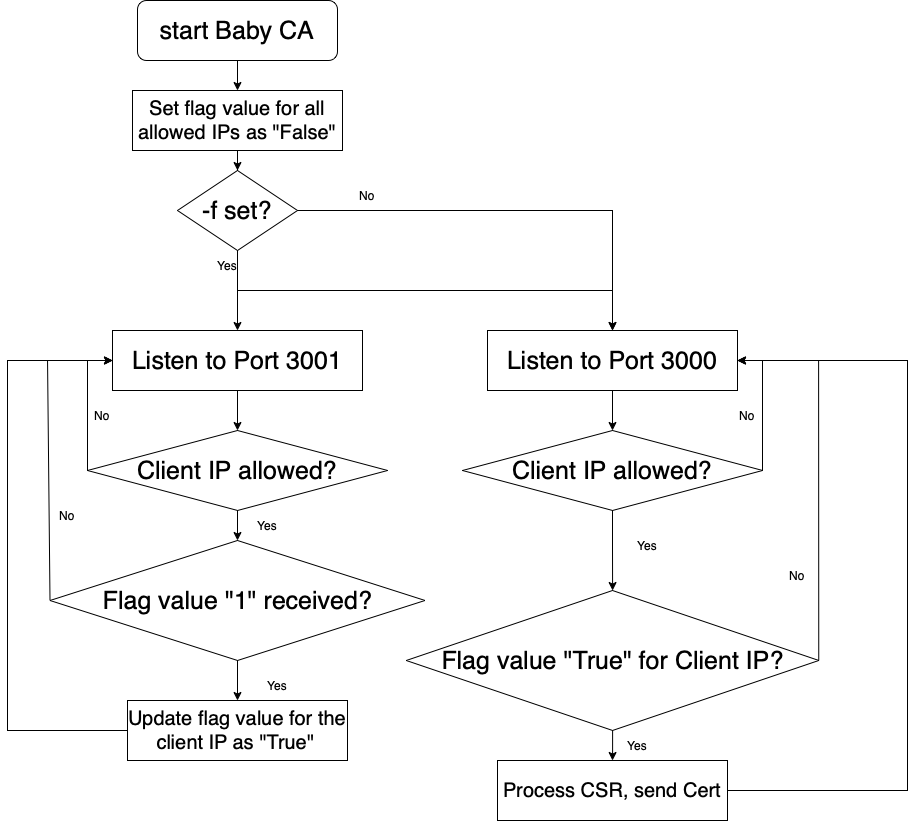 start Baby CA
Set flag value for all
allowed IPs as "False"
-f set?
No
Yes
Listen to Port 3001
Listen to Port 3000
No
No
Client IP allowed?
Client IP allowed?
No
Yes
Yes
No
Flag value "1" received?
Flag value "True" for Client IP?
Yes
Update flag value for the
client IP as "True"
Yes
Process CSR, send Cert